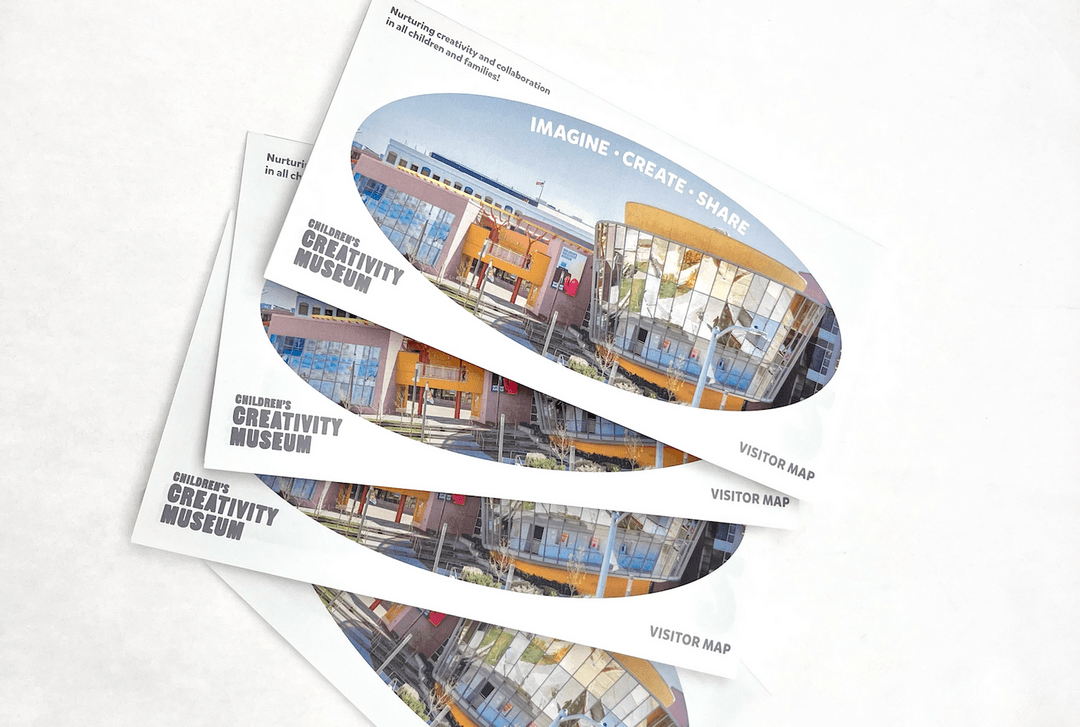 Nurturing creativity and collaboration
in all children and families!
IMAGINE • CREATE • SHARE
CHILDREN'S
CREATIVITY
MUSEUM
VISITOR MAP
Nurturi
in all ch
CHILDREN'S
CREATIVITY
MUSEUM
VISITOR MAP
CHILDREN'S
CREATIVITY
MUSEUM
VISITOR MAP